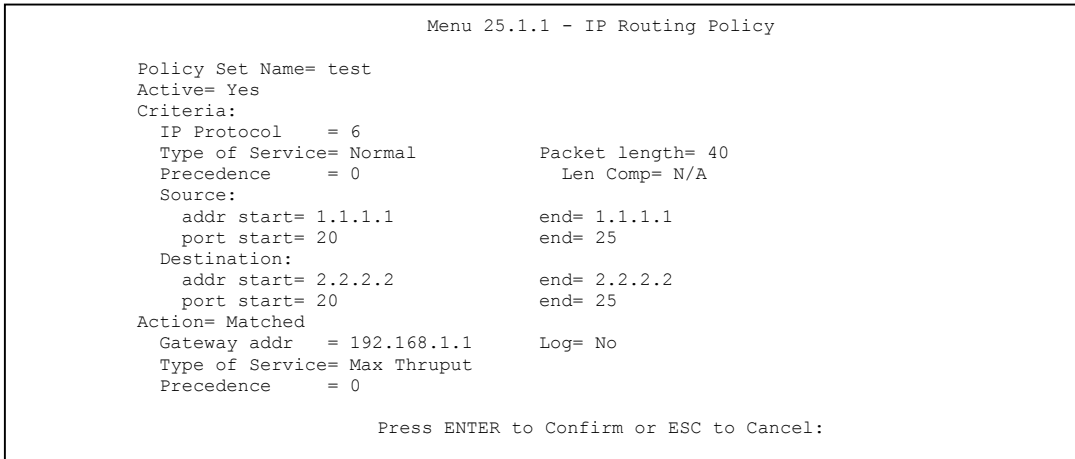 Menu 25.1.1 - IP Routing Policy
Policy Set Name= test
Active= Yes
Criteria:
IP Protocol = 6
Type of Service= Normal Packet length= 40
Precedence = 0 Len Comp= N/A
Source:
addr start= 1.1.1.1 end= 1.1.1.1
port start= 20 end= 25
Destination:
addr start= 2.2.2.2 end= 2.2.2.2
port start= 20 end= 25
Action= Matched
Gateway addr = 192.168.1.1 Log= No
Type of Service= Max Thruput
Precedence = 0
Press ENTER to Confirm or ESC to Cancel: